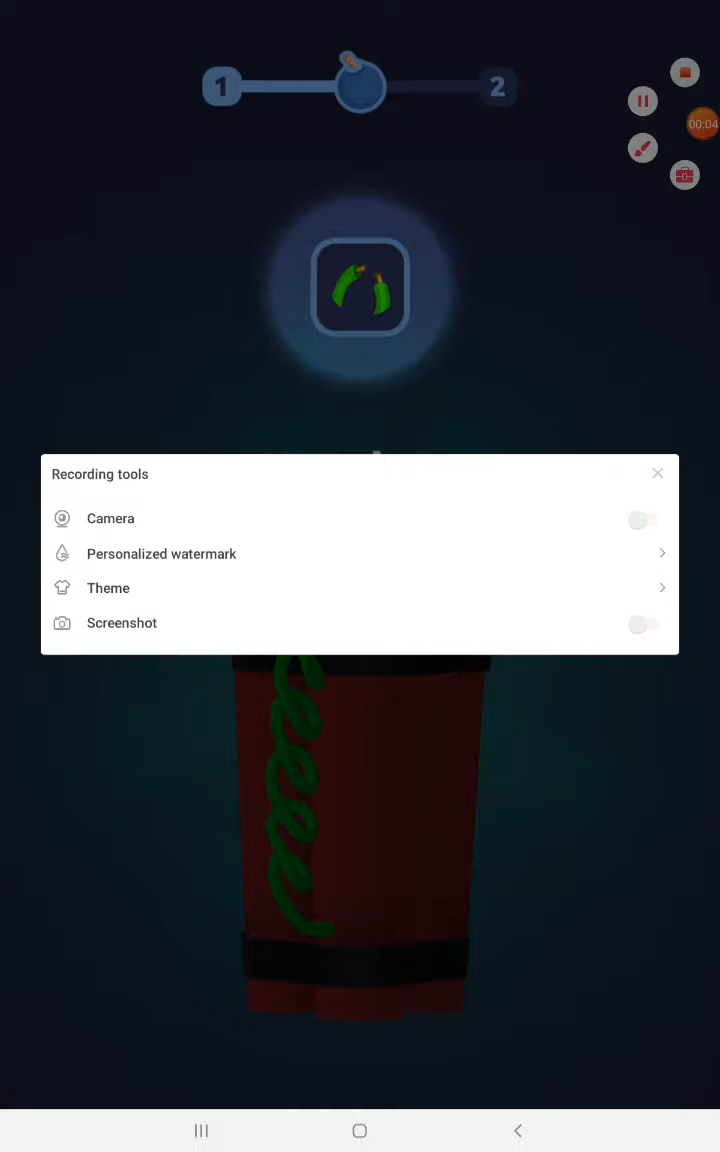 1
2
00:04
Recording tools
Camera
Personalized watermark
Theme
Screenshot